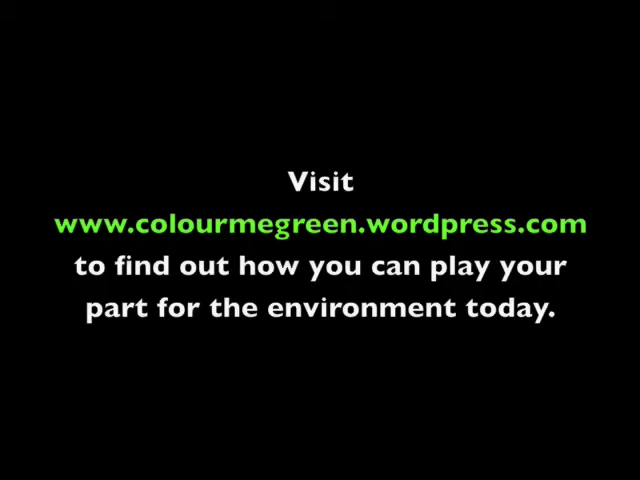 Visit
www.colourmegreen.wordpress.com
to find out how you can play your
part for the environment today.